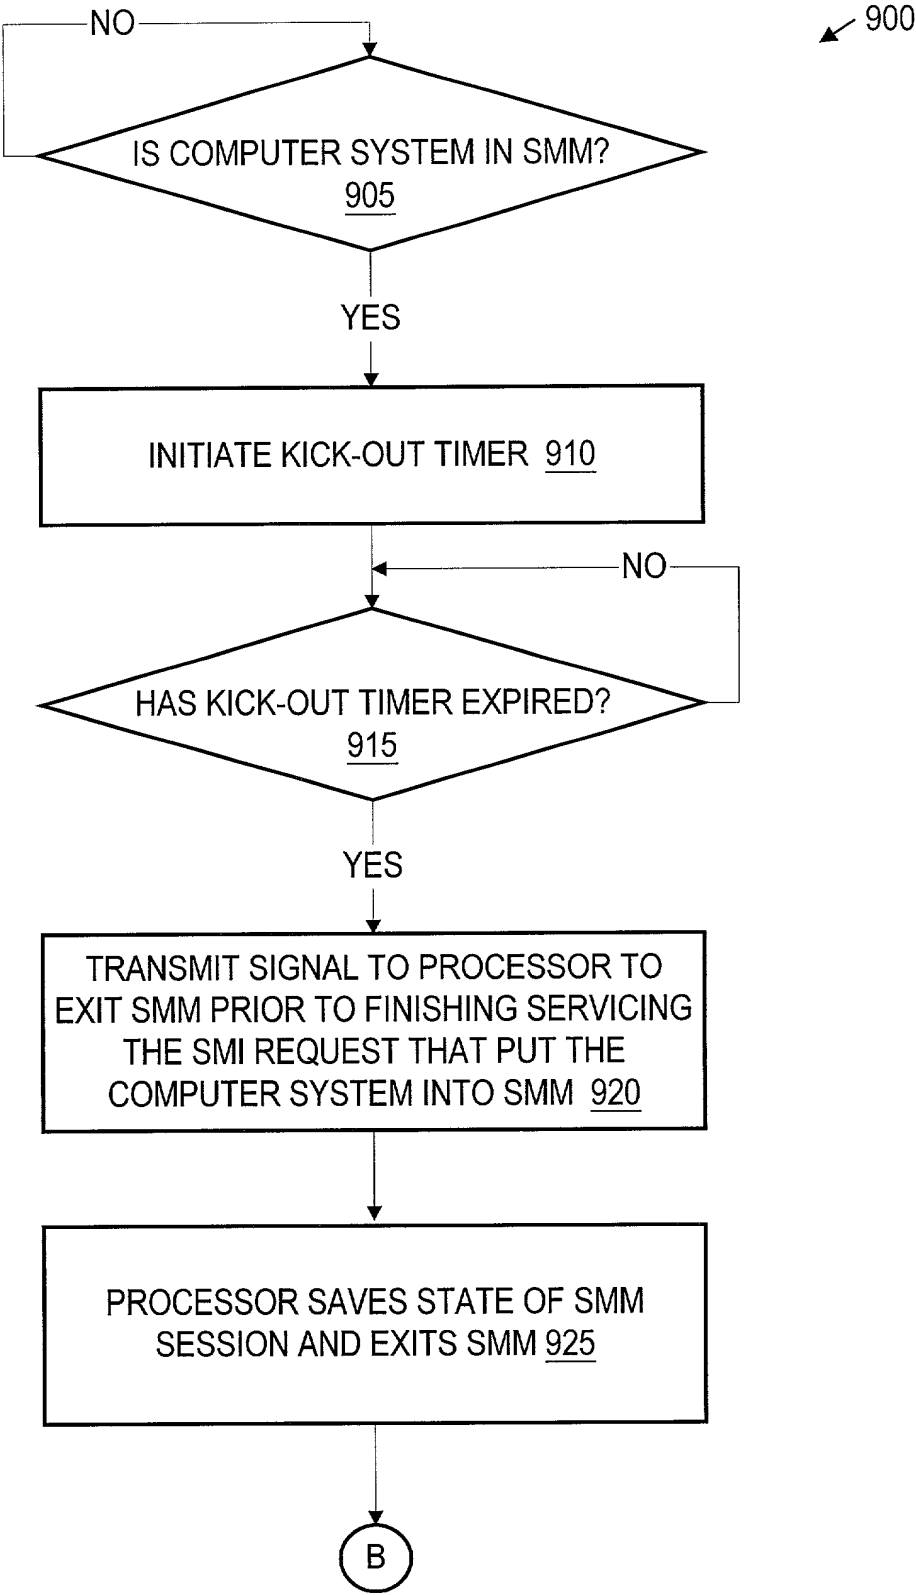 900
NO
IS COMPUTER SYSTEM IN SMM?
905
YES
INITIATE KICK-OUT TIMER 910
NO
HAS KICK-OUT TIMER EXPIRED?
915
YES
TRANSMIT SIGNAL TO PROCESSOR TO
EXIT SMM PRIOR TO FINISHING SERVICING
THE SMI REQUEST THAT PUT THE
COMPUTER SYSTEM INTO SMM 920
PROCESSOR SAVES STATE OF SMM
SESSION AND EXITS SMM 925
B